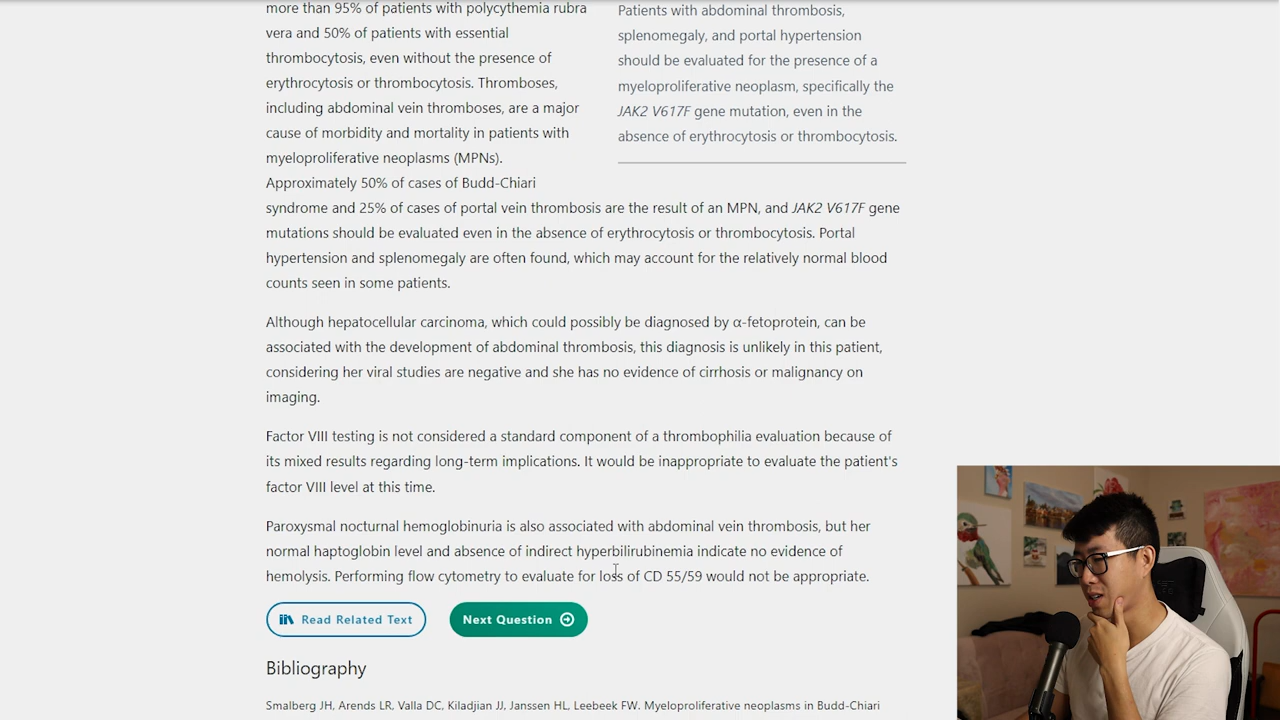 more than 95% of patients with polycythemia rubra
vera and 50% of patients with essential
thrombocytosis, even without the presence of
erythrocytosis or thrombocytosis. Thromboses,
including abdominal vein thromboses, are a major
cause of morbidity and mortality in patients with
myeloproliferative neoplasms (MPNs).
Approximately 50% of cases of Budd-Chiari
syndrome and 25% of cases of portal vein thrombosis are the result of an MPN, and JAK2 V617F gene
mutations should be evaluated even in the absence of erythrocytosis or thrombocytosis. Portal
hypertension and splenomegaly are often found, which may account for the relatively normal blood
counts seen in some patients.
Patients with abdominal thrombosis,
splenomegaly, and portal hypertension
should be evaluated for the presence of a
myeloproliferative neoplasm, specifically the
JAK2 V617F gene mutation, even in the
absence of erythrocytosis or thrombocytosis.
Although hepatocellular carcinoma, which could possibly be diagnosed by α-fetoprotein, can be
associated with the development of abdominal thrombosis, this diagnosis is unlikely in this patient,
considering her viral studies are negative and she has no evidence of cirrhosis or malignancy on
imaging.
Factor VIII testing is not considered a standard component of a thrombophilia evaluation because of
its mixed results regarding long-term implications. It would be inappropriate to evaluate the patient's
factor VIII level at this time.
Paroxysmal nocturnal hemoglobinuria is also associated with abdominal vein thrombosis, but her
normal haptoglobin level and absence of indirect hyperbilirubinemia indicate no evidence of
hemolysis. Performing flow cytometry to evaluate for loss of CD 55/59 would not be appropriate.
Read Related Text
Next Question
Bibliography
Smalberg JH, Arends LR, Valla DC, Kiladjian JJ, Janssen HL, Leebeek FW. Myeloproliferative neoplasms in Budd-Chiari